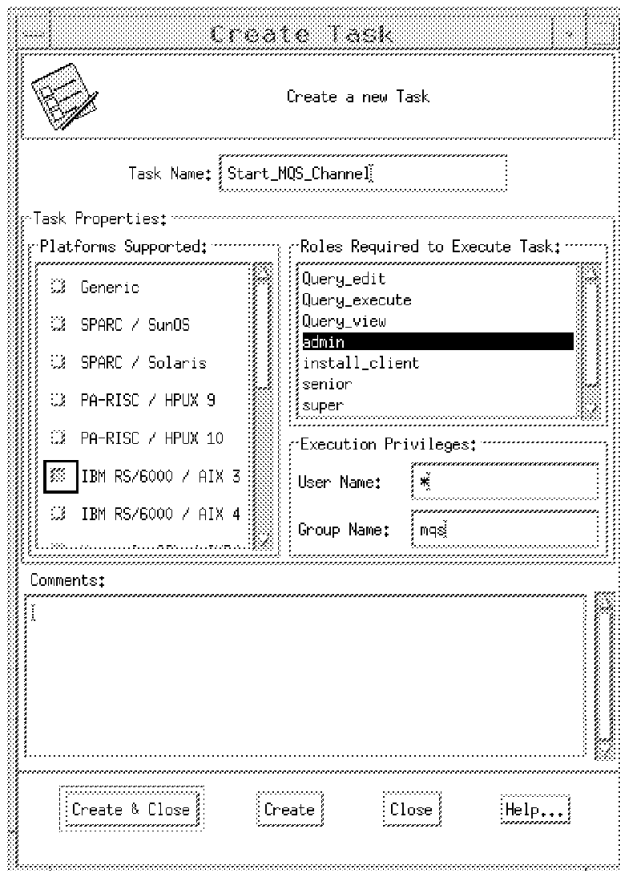 Create Task
Create a new Task
Task Name: Start_MQS_Channel
Task Properties:
Platforms Supported:
Generic
SPARC / SunOS
SPARC / Solaris
PA-RISC / HPUX 9
PA-RISC / HPUX 10
IBM RS/6000 / AIX 3
IBM RS/6000 / AIX 4
Roles Required to Execute Task:
Query_edit
Query_execute
Query_view
admin
install_client
senior
super
Execution Privileges:
User Name: *
Group Name: mqs
Comments:
Create & Close Create Close Help...